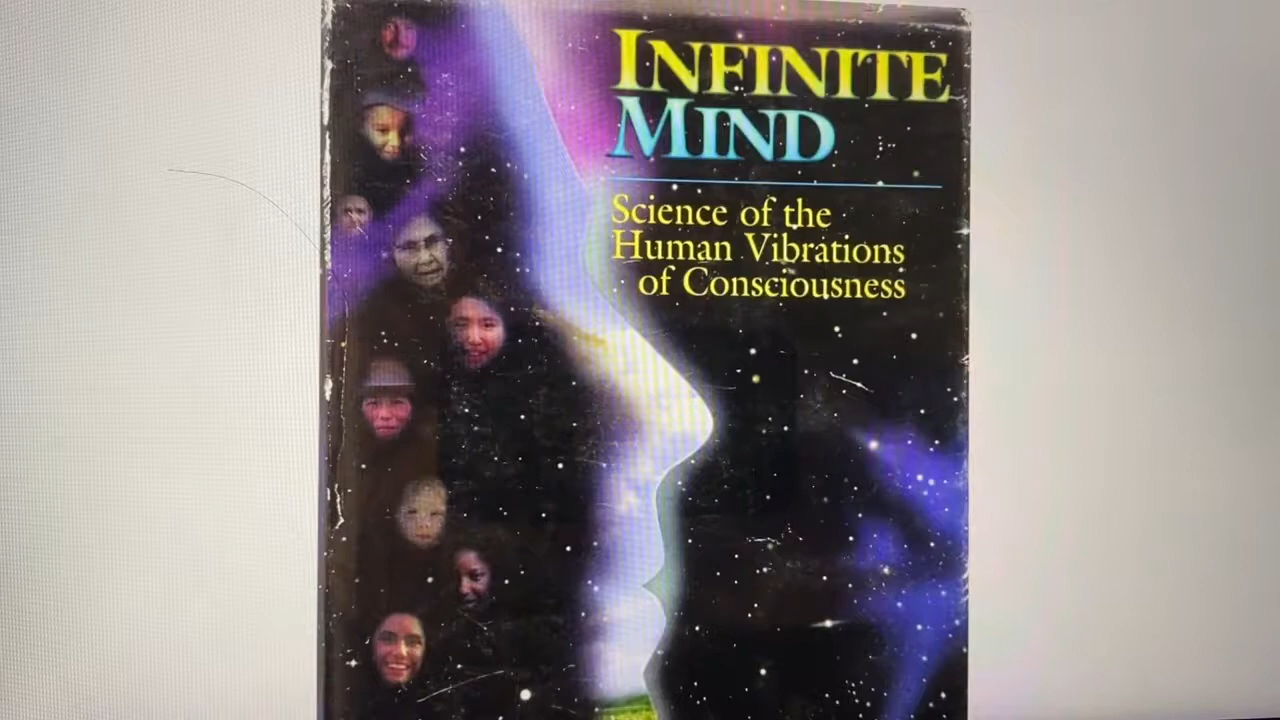 INFINITE
MIND
Science of the
Human Vibrations
of Consciousness